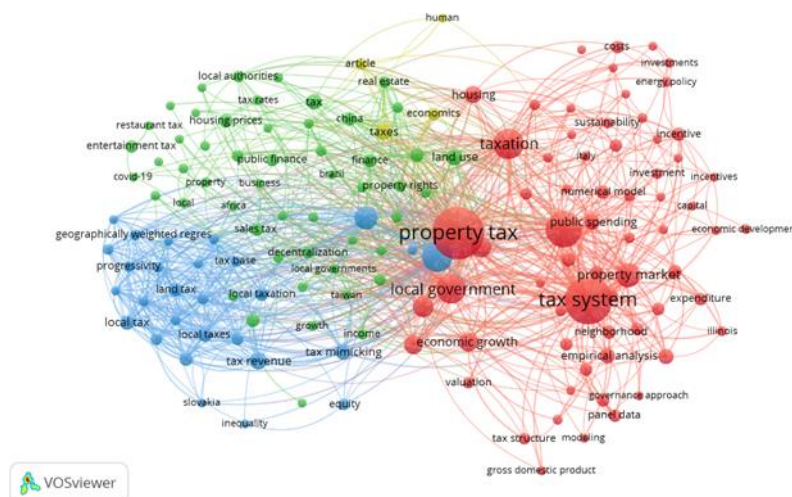 human
costs
article
investments
local authorities
real estate
energy policy
tax rates
tax
housing
restaurant tax
housing prices
china
economics
sustainability
incentive
entertainment tax
taxes
taxation
public finance
finance
land use
italy
covid-19
property
business
brazil
property rights
numerical model
investment
incentives
local
africa
capital
geographically weighted regres
sales tax
property tax
public spending
economic developmen
progressivity
tax base
decentralization
local governments
property market
land tax
local taxation
taiwan
local government
tax system
expenditure
local tax
local taxes
growth
income
neighborhood
illinois
tax revenue
tax mimicking
economic growth
empirical analysis
valuation
governance approach
slovakia
equity
panel data
inequality
tax structure
modeling
gross domestic product
VOSviewer